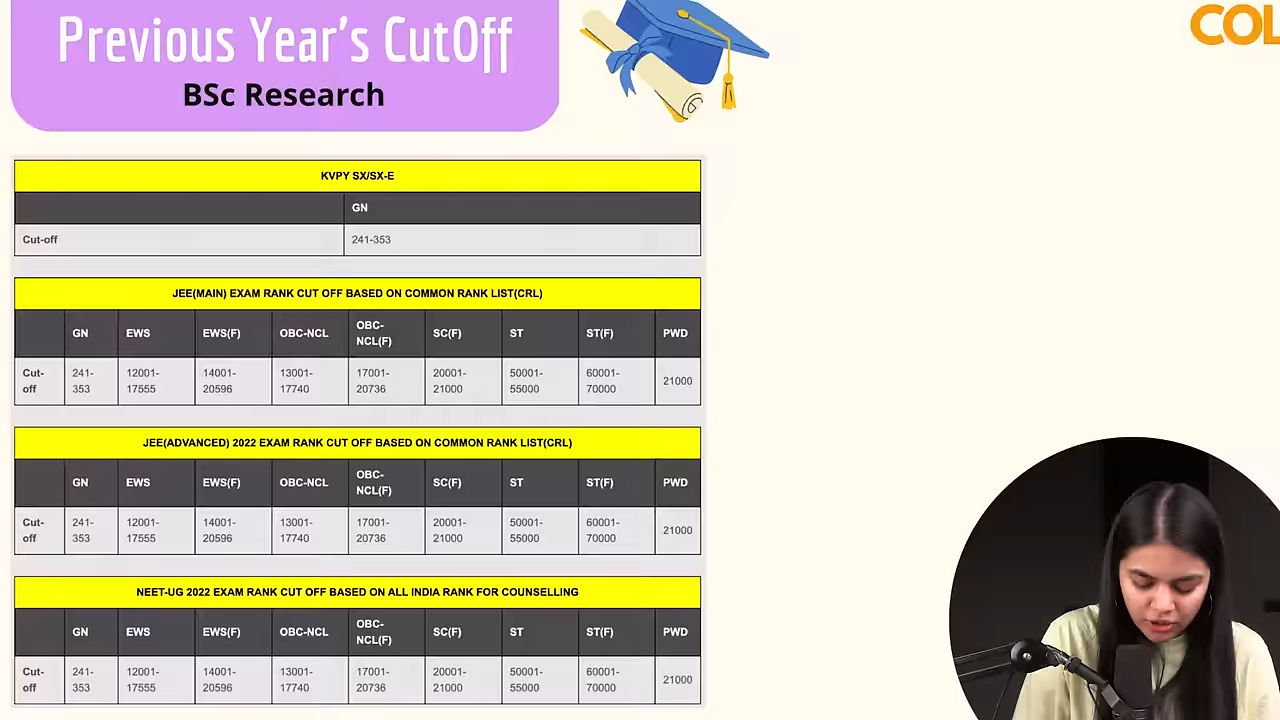 Previous Year's CutOff
COL
BSc Research
KVPY SX/SX-E
GN
Cut-off 241-353
JEE(MAIN) EXAM RANK CUT OFF BASED ON COMMON RANK LIST(CRL)
GN EWS EWS(F) OBC-NCL OBC-NCL(F) SC(F) ST ST(F) PWD
Cut-off 241-353 12001-17555 14001-20596 13001-17740 17001-20736 20001-21000 50001-55000 60001-70000 21000
JEE(ADVANCED) 2022 EXAM RANK CUT OFF BASED ON COMMON RANK LIST(CRL)
GN EWS EWS(F) OBC-NCL OBC-NCL(F) SC(F) ST ST(F) PWD
Cut-off 241-353 12001-17555 14001-20596 13001-17740 17001-20736 20001-21000 50001-55000 60001-70000 21000
NEET-UG 2022 EXAM RANK CUT OFF BASED ON ALL INDIA RANK FOR COUNSELLING
GN EWS EWS(F) OBC-NCL OBC-NCL(F) SC(F) ST ST(F) PWD
Cut-off 241-353 12001-17555 14001-20596 13001-17740 17001-20736 20001-21000 50001-55000 60001-70000 21000